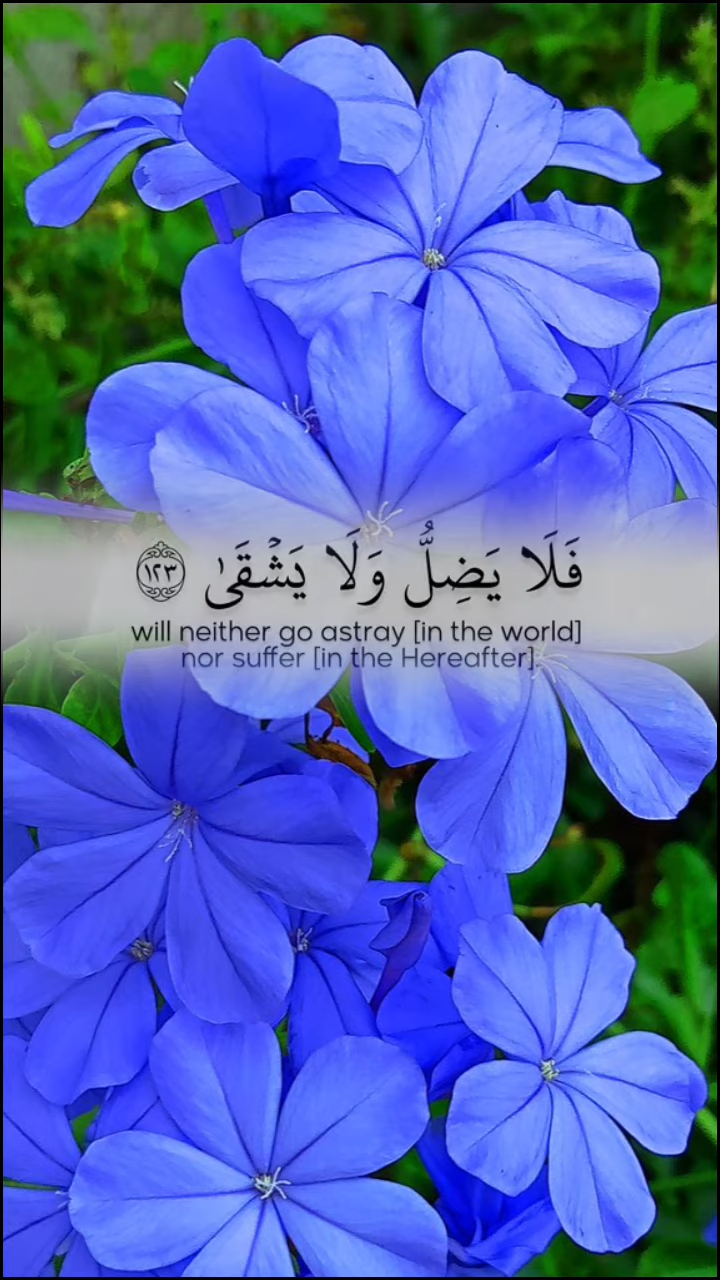 فَلَا يَضِلُّ وَلَا يَشْقَىٰ ١٢٣
will neither go astray [in the world]
nor suffer [in the Hereafter].